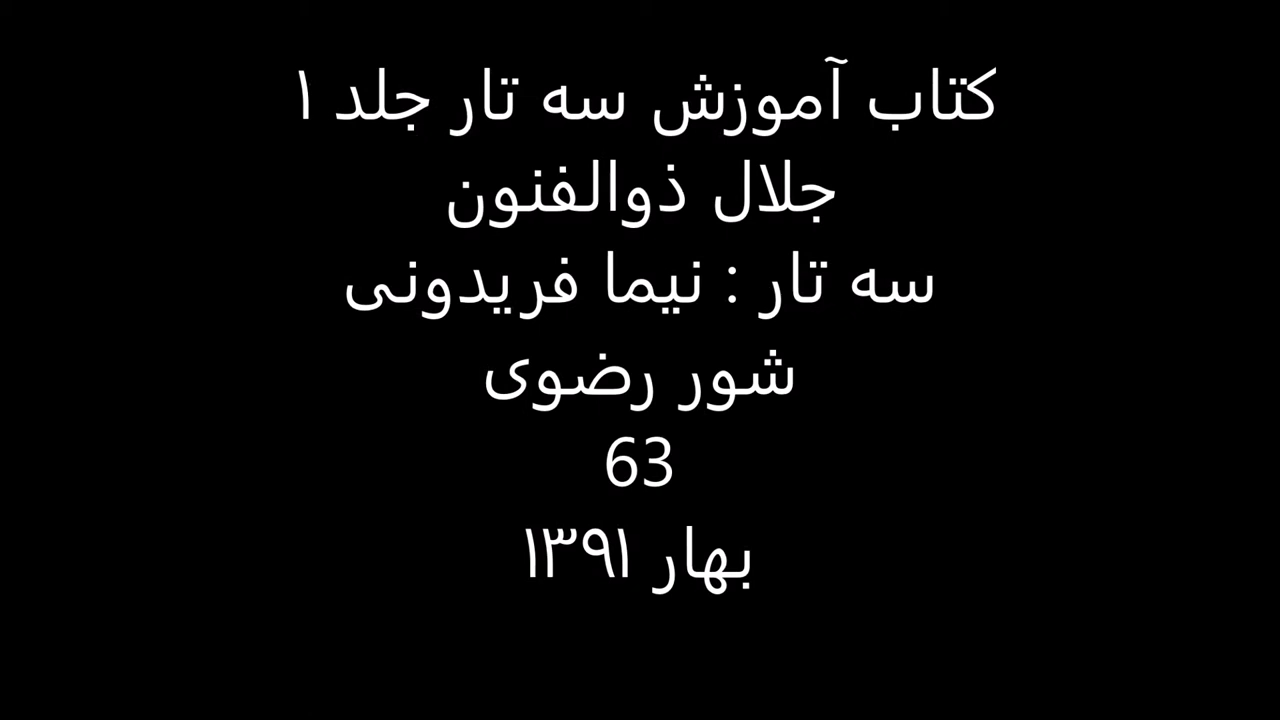 کتاب آموزش سه تار جلد ۱
جلال ذوالفنون
سه تار : نیما فریدونی
شور رضوی
63
بهار ۱۳۹۱